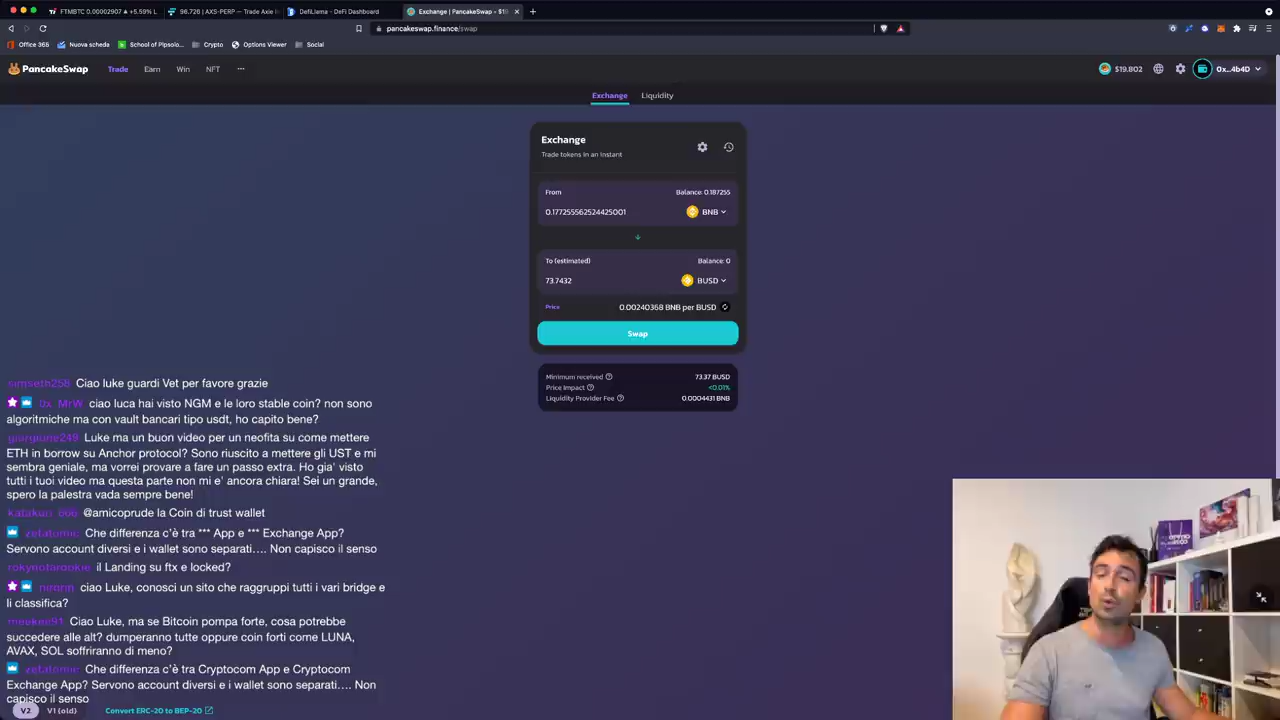 FTMBTC 0.00002907 ▲ +5.59% L
96.726 | AXS-PERP — Trade Axie I
DefiLlama - DeFi Dashboard
Exchange | PancakeSwap - $19
pancakeswap.finance/swap
Office 365
Nuova scheda
School of Pipsolo...
Crypto
Options Viewer
Social
PancakeSwap
Trade
Earn
Win
NFT
$19.802
0x...4b4D
Exchange
Liquidity
Exchange
Trade tokens in an instant
From
Balance: 0.187255
0.177255562524425001
BNB
To (estimated)
Balance: 0
73.7432
BUSD
Price
0.00240368 BNB per BUSD
Swap
Minimum received
73.37 BUSD
Price Impact
<0.01%
Liquidity Provider Fee
0.0004431 BNB
simseth258 Ciao luke guardi Vet per favore grazie
0x_MrW ciao luca hai visto NGM e le loro stable coin? non sono
algoritmiche ma con vault bancari tipo usdt, ho capito bene?
Luke ma un buon video per un neofita su come mettere
ETH in borrow su Anchor protocol? Sono riuscito a mettere gli UST e mi
sembra geniale, ma vorrei provare a fare un passo extra. Ho gia' visto
tutti i tuoi video ma questa parte non mi e' ancora chiara! Sei un grande,
spero la palestra vada sempre bene!
@amicoprude la Coin di trust wallet
zetatomic Che differenza c'è tra *** App e *** Exchange App?
Servono account diversi e i wallet sono separati.... Non capisco il senso
rokynotarookie il Landing su ftx e locked?
ciao Luke, conosci un sito che raggruppi tutti i vari bridge e
li classifica?
Ciao Luke, ma se Bitcoin pompa forte, cosa potrebbe
succedere alle alt? dumperanno tutte oppure coin forti come LUNA,
AVAX, SOL soffriranno di meno?
zetatomic Che differenza c'è tra Cryptocom App e Cryptocom
Exchange App? Servono account diversi e i wallet sono separati.... Non
capisco il senso
V2
V1 (old)
Convert ERC-20 to BEP-20